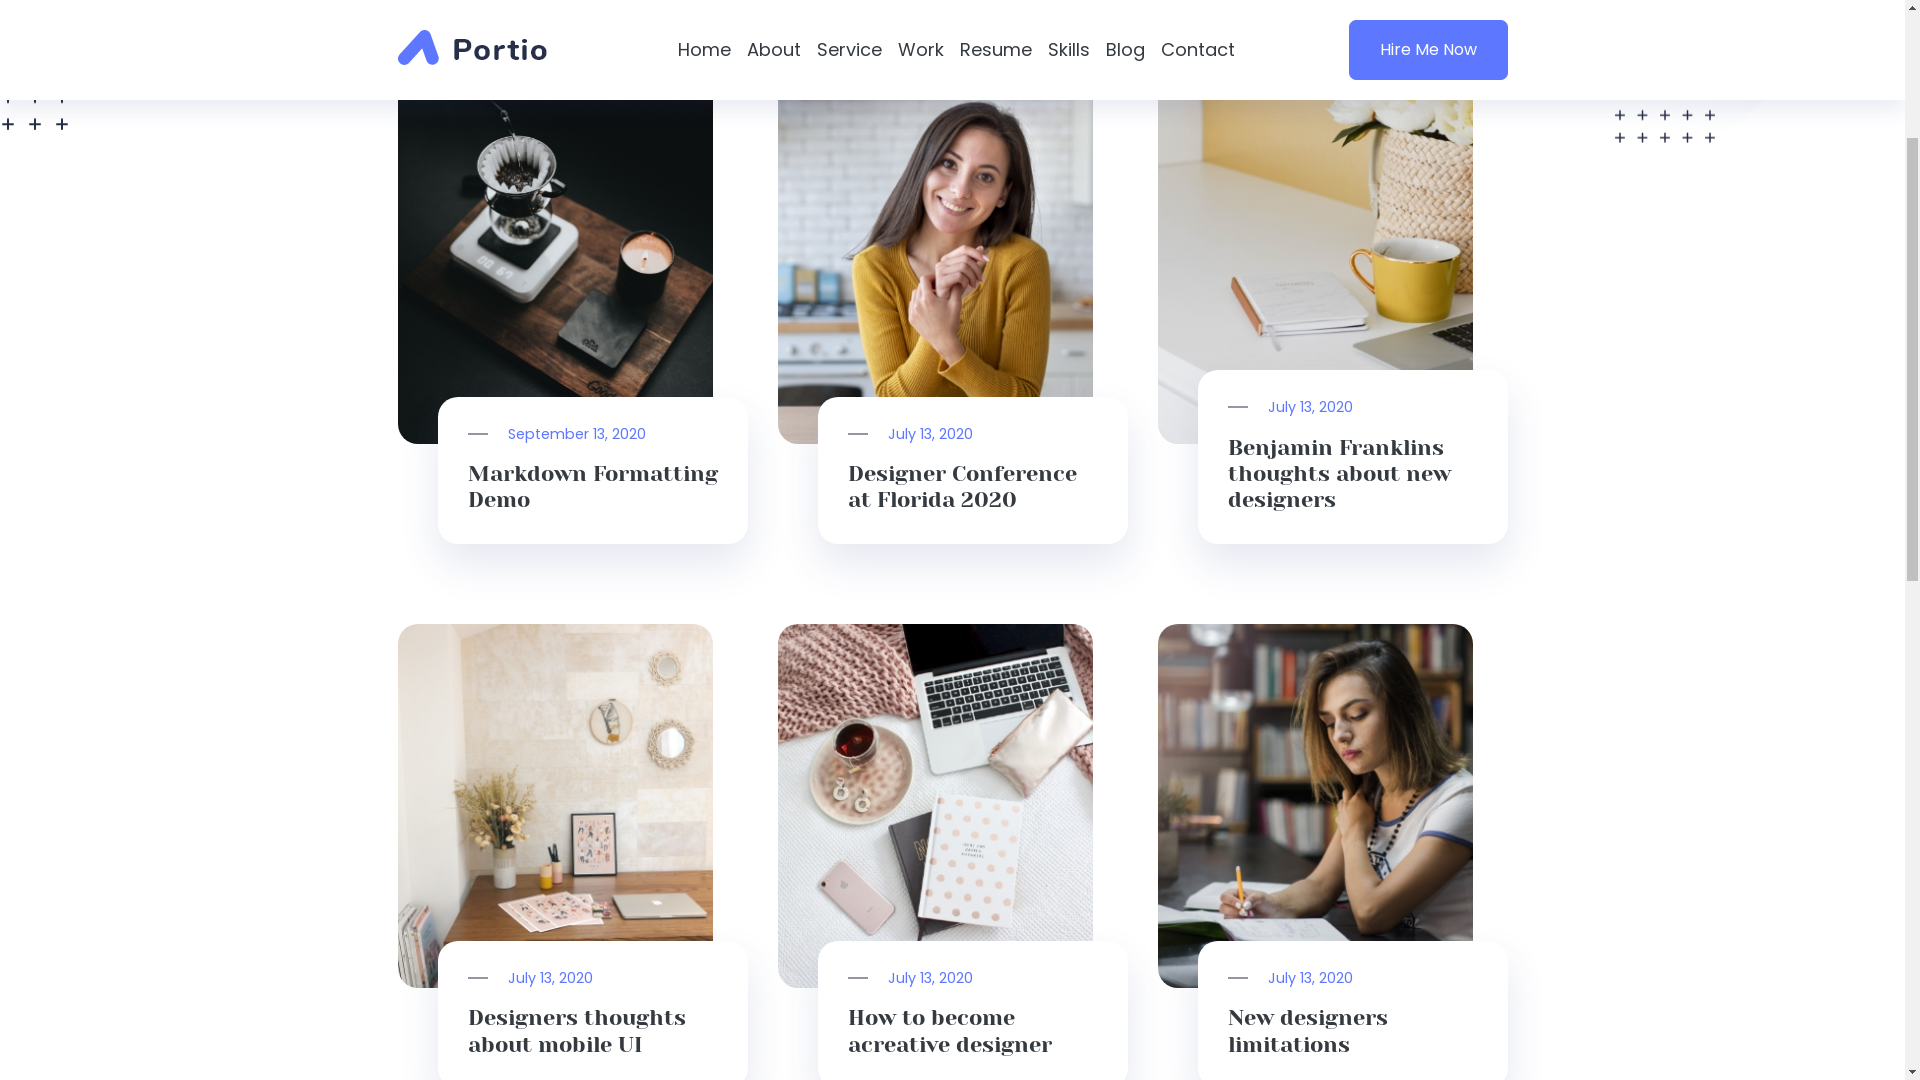 Portio
Home
About
Service
Work
Resume
Skills
Blog
Contact
Hire Me Now
September 13, 2020
Markdown Formatting
Demo
July 13, 2020
Designer Conference
at Florida 2020
July 13, 2020
Benjamin Franklins
thoughts about new
designers
July 13, 2020
Designers thoughts
about mobile UI
July 13, 2020
How to become
acreative designer
July 13, 2020
New designers
limitations